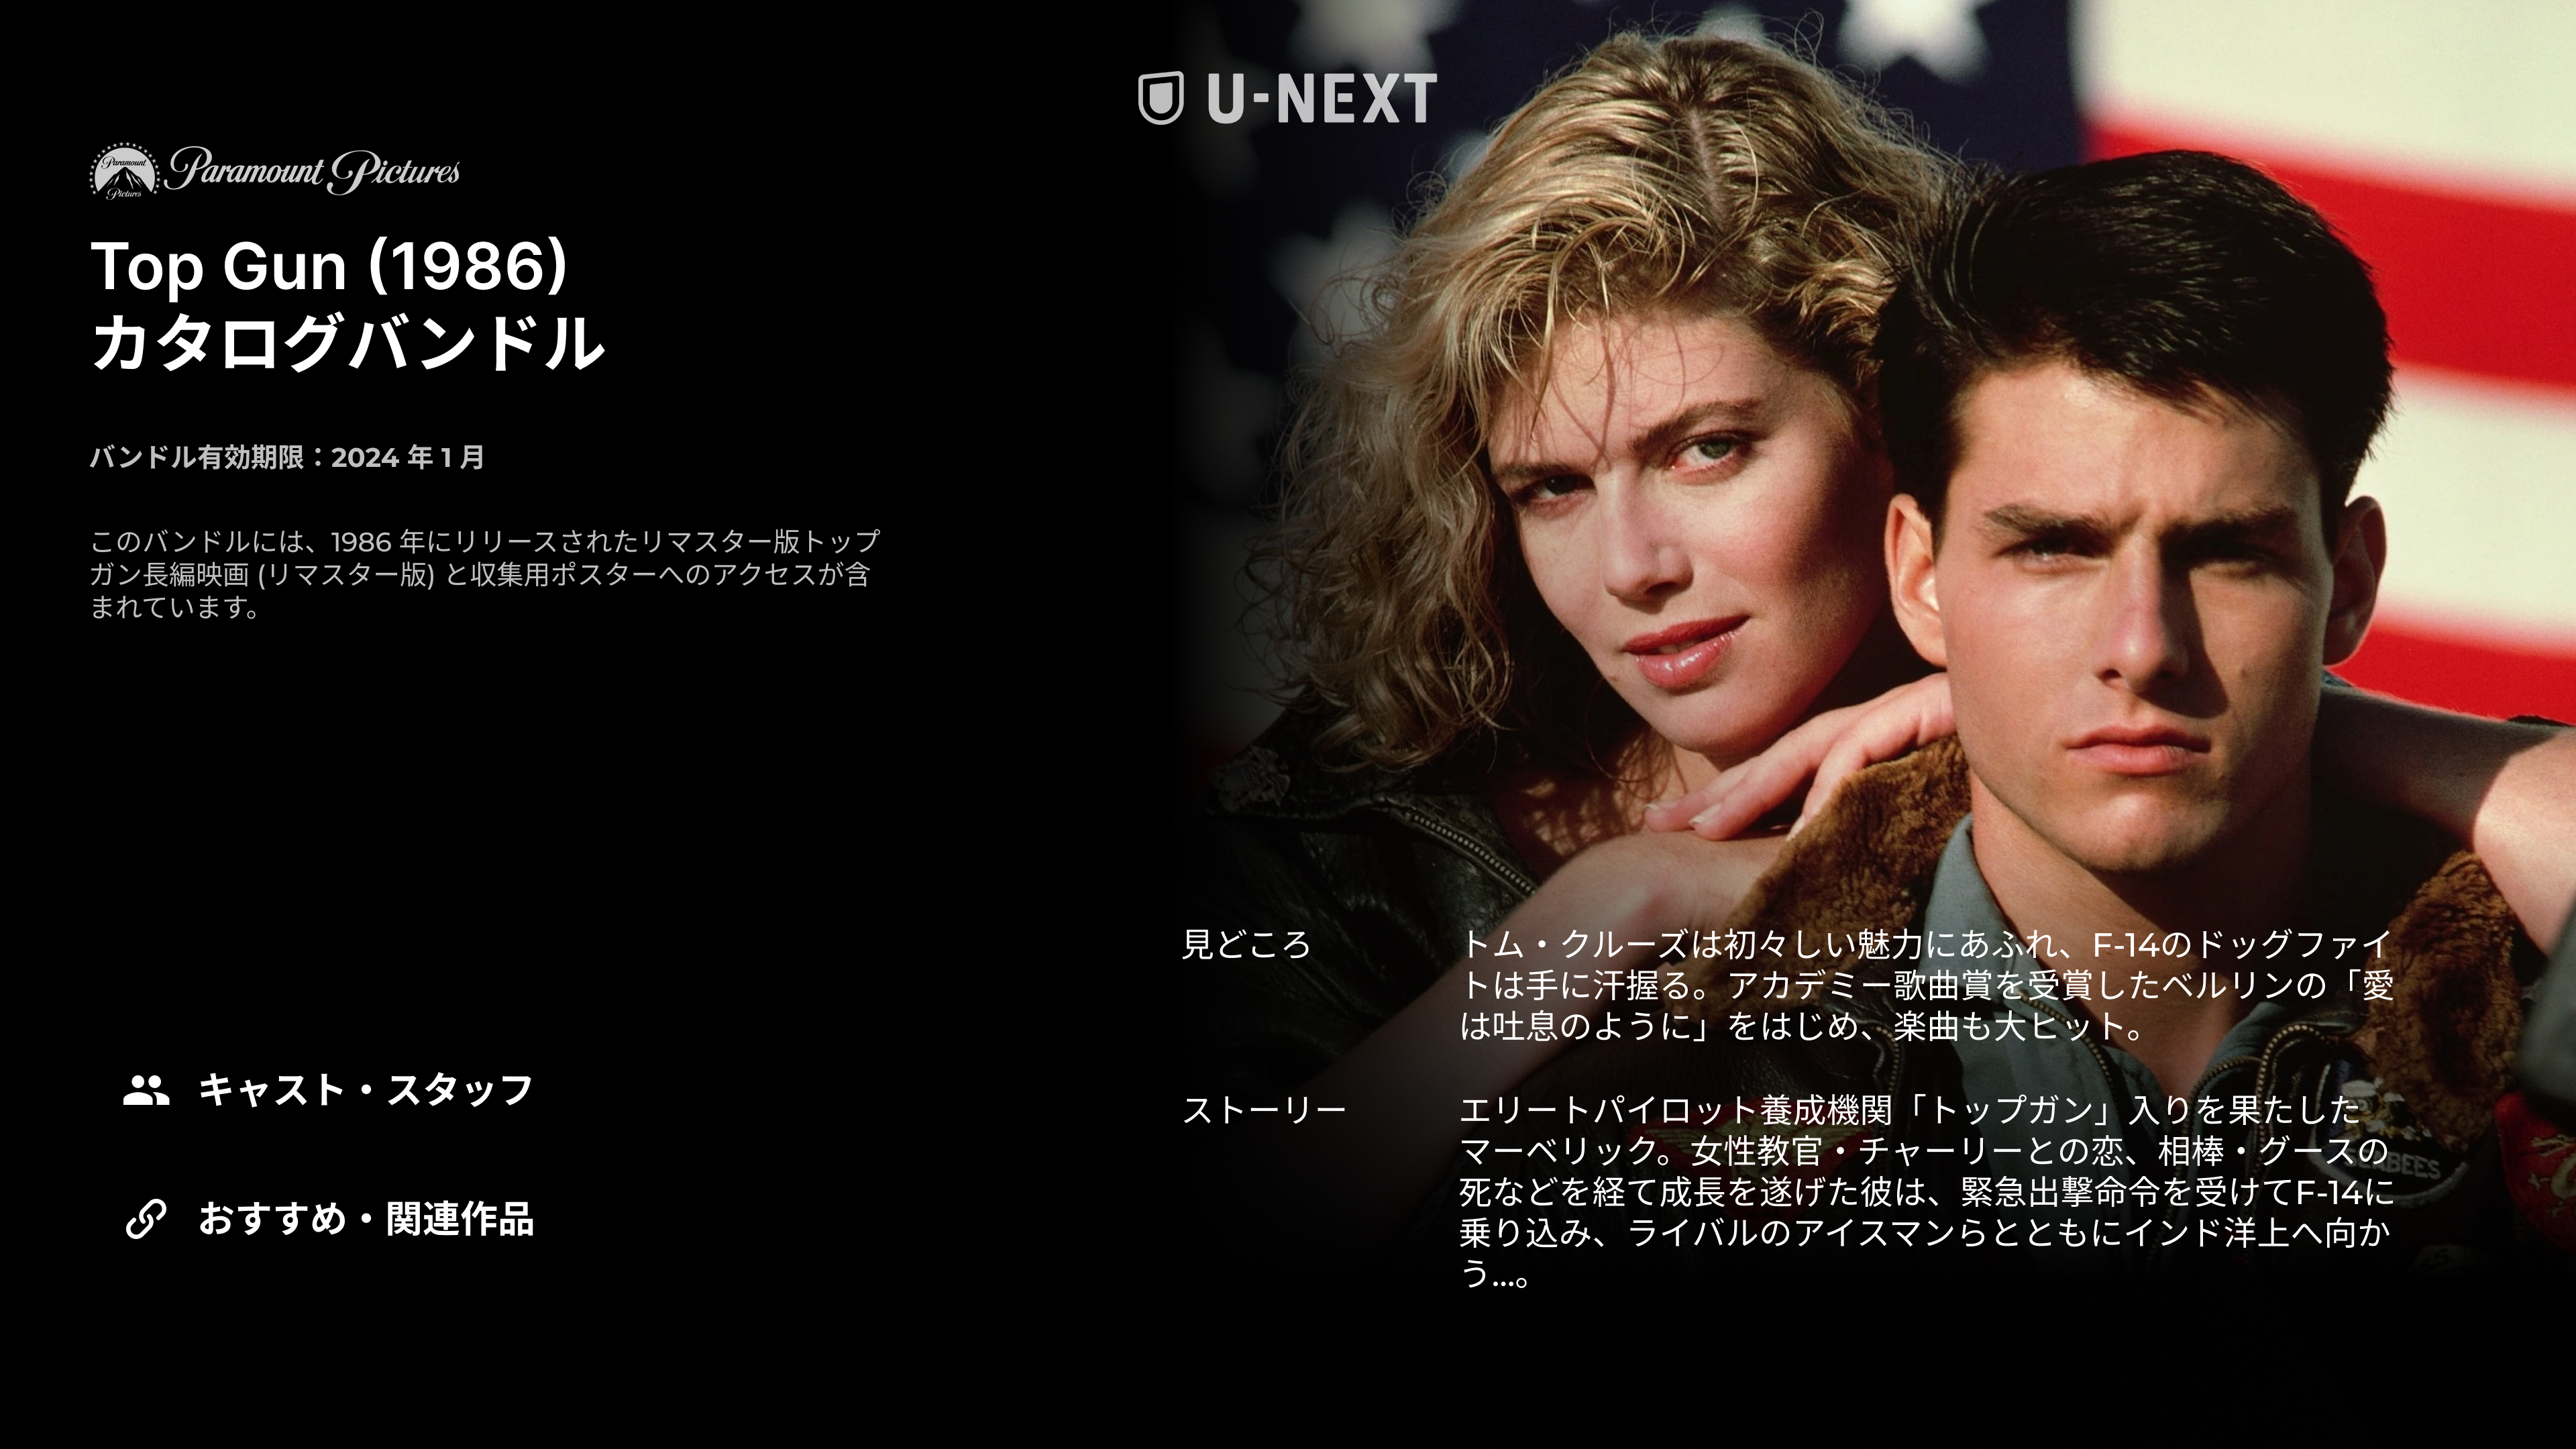 U-NEXT
Paramount Pictures
Paramount Pictures
Top Gun (1986)
カタログバンドル
バンドル有効期限：2024 年 1 月
このバンドルには、1986 年にリリースされたリマスター版トップ
ガン長編映画 (リマスター版) と収集用ポスターへのアクセスが含
まれています。
見どころ
トム・クルーズは初々しい魅力にあふれ、F-14のドッグファイ
トは手に汗握る。アカデミー歌曲賞を受賞したベルリンの「愛
は吐息のように」をはじめ、楽曲も大ヒット。
キャスト・スタッフ
おすすめ・関連作品
ストーリー
エリートパイロット養成機関「トップガン」入りを果たした
マーベリック。女性教官・チャーリーとの恋、相棒・グースの
死などを経て成長を遂げた彼は、緊急出撃命令を受けてF-14に
乗り込み、ライバルのアイスマンらとともにインド洋上へ向か
う...。
SEABEES